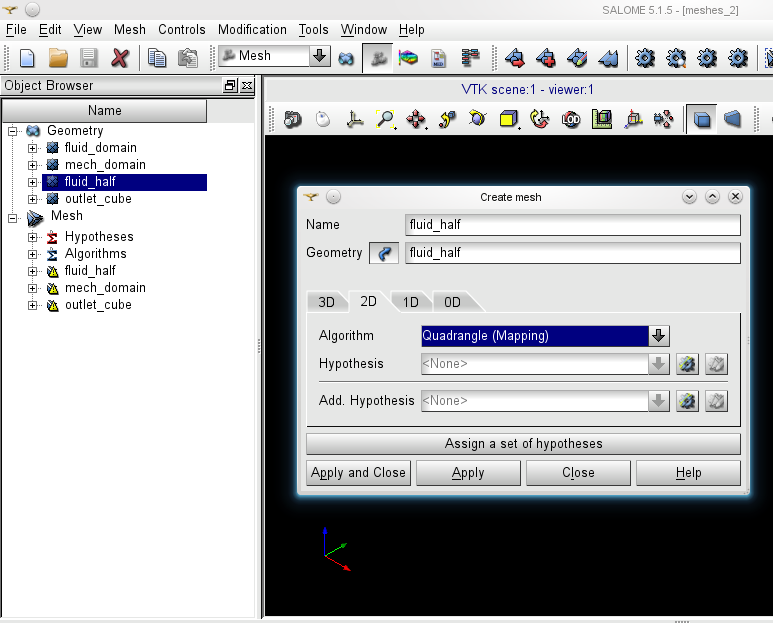 SALOME 5.1.5 - [meshes_2]
File Edit View Mesh Controls Modification Tools Window Help
Mesh
Object Browser
Name
Geometry
fluid_domain
mech_domain
fluid_half
outlet_cube
Mesh
Hypotheses
Algorithms
fluid_half
mech_domain
outlet_cube
VTK scene:1 - viewer:1
Create mesh
Name fluid_half
Geometry fluid_half
3D 2D 1D 0D
Algorithm Quadrangle (Mapping)
Hypothesis <None>
Add. Hypothesis <None>
Assign a set of hypotheses
Apply and Close Apply Close Help